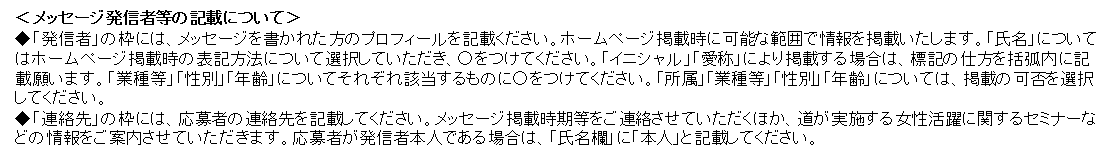 ＜メッセージ発信者等の記載について＞
◆「発信者」の枠には、メッセージを書かれた方のプロフィールを記載ください。ホームページ掲載時に可能な範囲で情報を掲載いたします。「氏名」について
はホームページ掲載時の表記方法について選択していただき、〇をつけてください。「イニシャル」「愛称」により掲載する場合は、標記の仕方を括弧内に記
載願います。「業種等」「性別」「年齢」についてそれぞれ該当するものに〇をつけてください。「所属」「業種等」「性別」「年齢」については、掲載の可否を選択
してください。
◆「連絡先」の枠には、応募者の連絡先を記載してください。メッセージ掲載時期等をご連絡させていただくほか、道が実施する女性活躍に関するセミナーな
どの情報をご案内させていただきます。応募者が発信者本人である場合は、「氏名欄」に「本人」と記載してください。